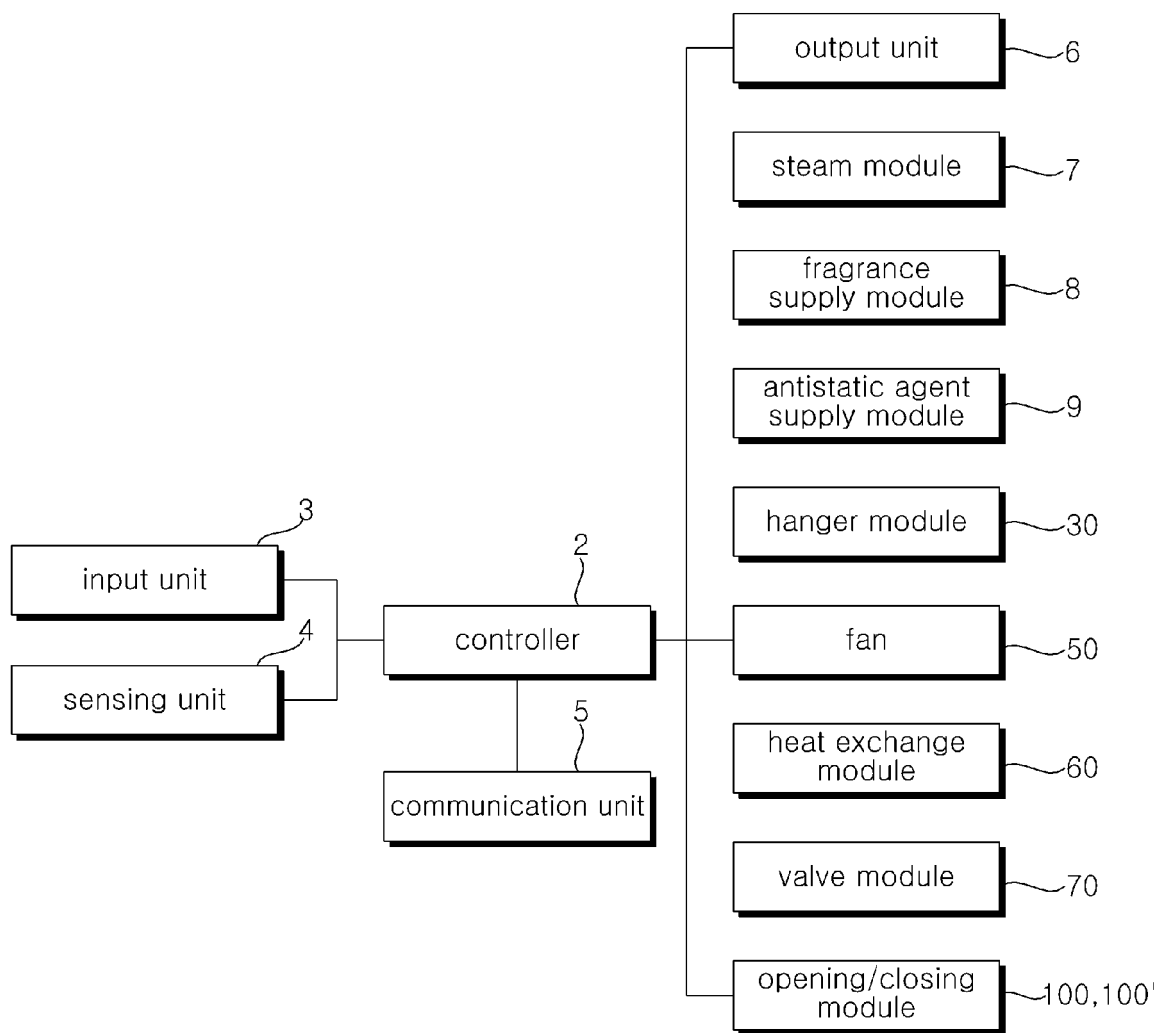 output unit
6
steam module
7
fragrance
supply module
8
antistatic agent
supply module
9
hanger module
30
3
input unit
2
controller
fan
50
4
sensing unit
5
communication unit
heat exchange
module
60
valve module
70
opening/closing
module
100,100'